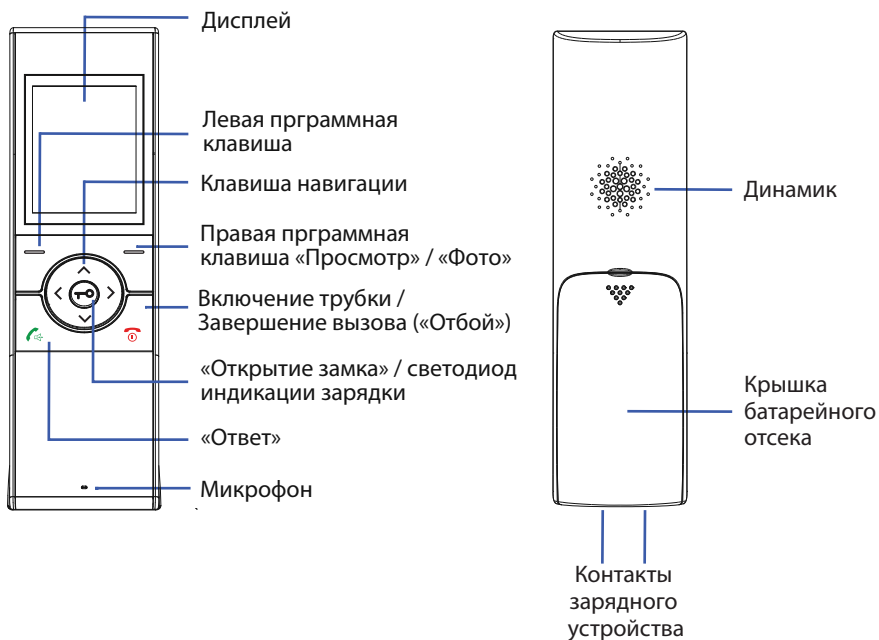 Дисплей
Левая прграммная
клавиша
Клавиша навигации
Правая прграммная
клавиша «Просмотр» / «Фото»
Включение трубки /
Завершение вызова («Отбой»)
«Открытие замка» / светодиод
индикации зарядки
«Ответ»
Микрофон
Динамик
Крышка
батарейного
отсека
Контакты
зарядного
устройства